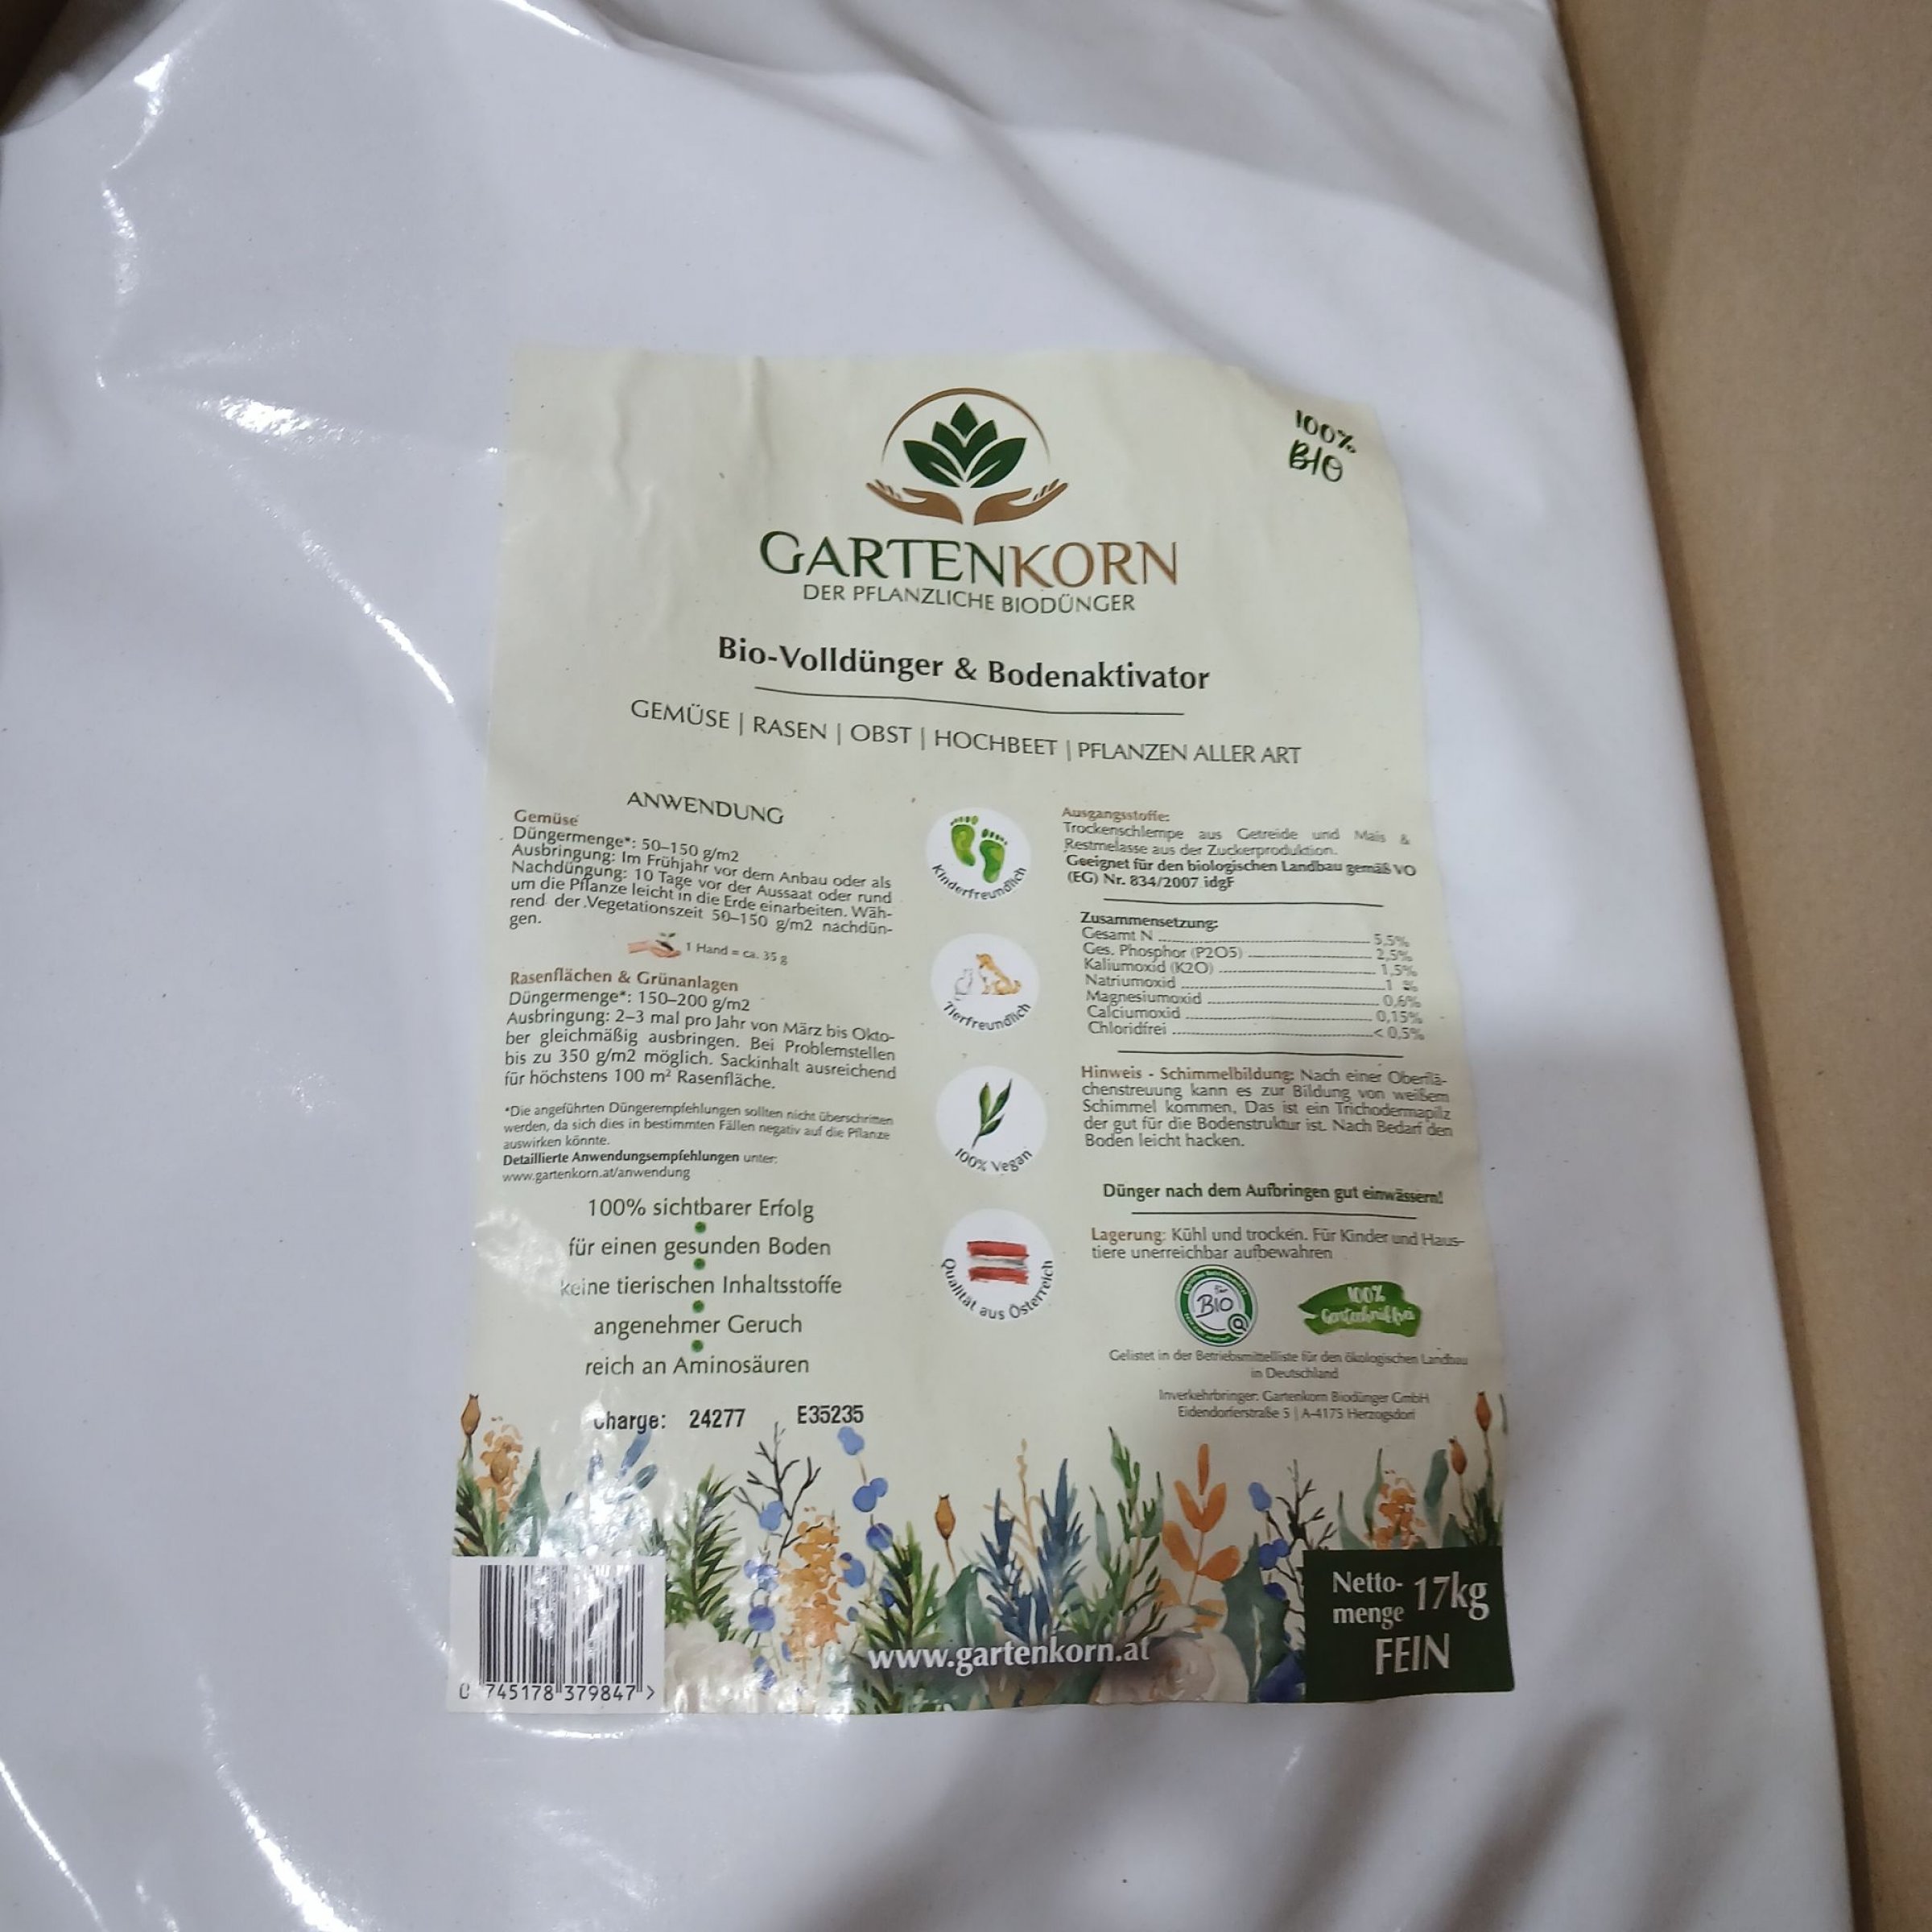 100%
BIO
GARTENKORN
DER PFLANZLICHE BIODÜNGER
Bio-Volldünger & Bodenaktivator
GEMÜSE | RASEN | OBST | HOCHBEET | PFLANZEN ALLER ART
ANWENDUNG
Gemüse
Düngermenge*: 50–150 g/m2
Ausbringung: Im Frühjahr vor dem Anbau oder als
Nachdüngung: 10 Tage vor der Aussaat oder rund
um die Pflanze leicht in die Erde einarbeiten. Wäh-
rend der Vegetationszeit 50–150 g/m2 nachdün-
gen.
1 Hand = ca. 35 g
Rasenflächen & Grünanlagen
Düngermenge*: 150–200 g/m2
Ausbringung: 2–3 mal pro Jahr von März bis Okto-
ber gleichmäßig ausbringen. Bei Problemstellen
bis zu 350 g/m2 möglich. Sackinhalt ausreichend
für höchstens 100 m² Rasenfläche.
*Die angeführten Düngerempfehlungen sollten nicht überschritten
werden, da sich dies in bestimmten Fällen negativ auf die Pflanze
auswirken könnte.
Detaillierte Anwendungsempfehlungen unter:
www.gartenkorn.at/anwendung
100% sichtbarer Erfolg
für einen gesunden Boden
keine tierischen Inhaltsstoffe
angenehmer Geruch
reich an Aminosäuren
Charge: 24277 E35235
Kinderfreundlich
Tierfreundlich
100% Vegan
Qualität aus Österreich
Ausgangsstoffe:
Trockenschlempe aus Getreide und Mais &
Restmelasse aus der Zuckerproduktion.
Geeignet für den biologischen Landbau gemäß VO
(EG) Nr. 834/2007 idgF
Zusammensetzung:
Gesamt N 5,5%
Ges. Phosphor (P2O5) 2,5%
Kaliumoxid (K2O) 1,5%
Natriumoxid 1 %
Magnesiumoxid 0,6%
Calciumoxid 0,15%
Chloridfrei < 0,5%
Hinweis - Schimmelbildung: Nach einer Oberflä-
chenstreuung kann es zur Bildung von weißem
Schimmel kommen. Das ist ein Trichodermapilz
der gut für die Bodenstruktur ist. Nach Bedarf den
Boden leicht hacken.
Dünger nach dem Aufbringen gut einwässern!
Lagerung: Kühl und trocken. Für Kinder und Haus-
tiere unerreichbar aufbewahren
BIO
100%
Gentechnikfrei
Gelistet in der Betriebsmittelliste für den ökologischen Landbau
in Deutschland
Inverkehrbringer: Gartenkorn Biodünger GmbH
Eidendorferstraße 5 | A-4175 Herzogsdorf
0 745178 379847 >
www.gartenkorn.at
Netto-
menge 17kg
FEIN